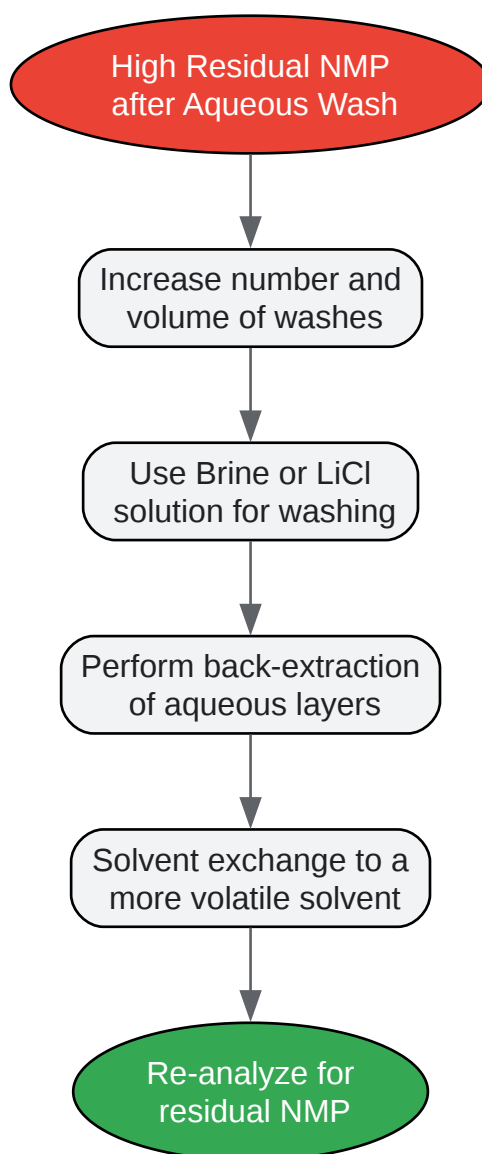 High Residual NMP
after Aqueous Wash
Increase number and
volume of washes
Use Brine or LiCl
solution for washing
Perform back-extraction
of aqueous layers
Solvent exchange to a
more volatile solvent
Re-analyze for
residual NMP